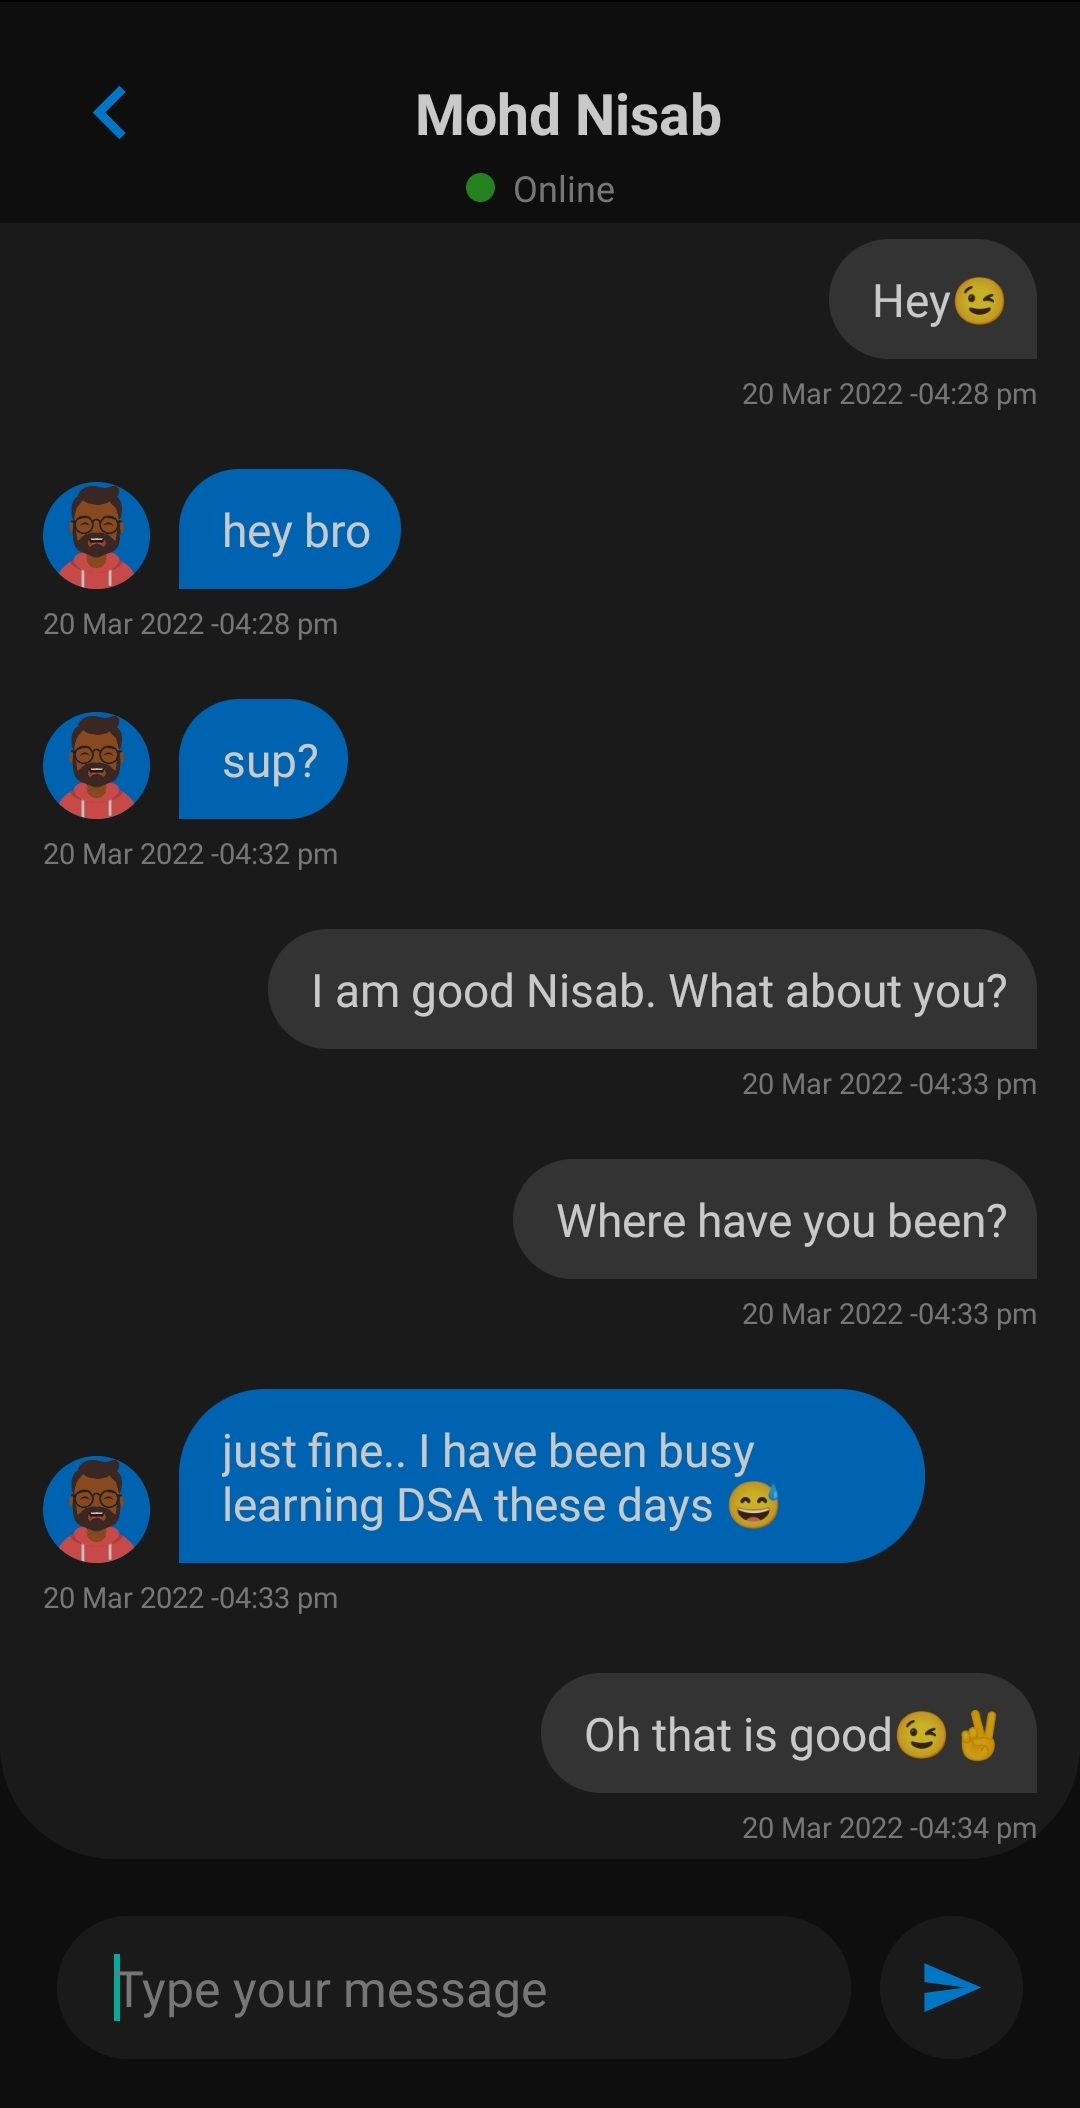 Mohd Nisab
Online
Hey😉
20 Mar 2022 -04:28 pm
hey bro
20 Mar 2022 -04:28 pm
sup?
20 Mar 2022 -04:32 pm
I am good Nisab. What about you?
20 Mar 2022 -04:33 pm
Where have you been?
20 Mar 2022 -04:33 pm
just fine.. I have been busy
learning DSA these days 😅
20 Mar 2022 -04:33 pm
Oh that is good😉✌
20 Mar 2022 -04:34 pm
Type your message